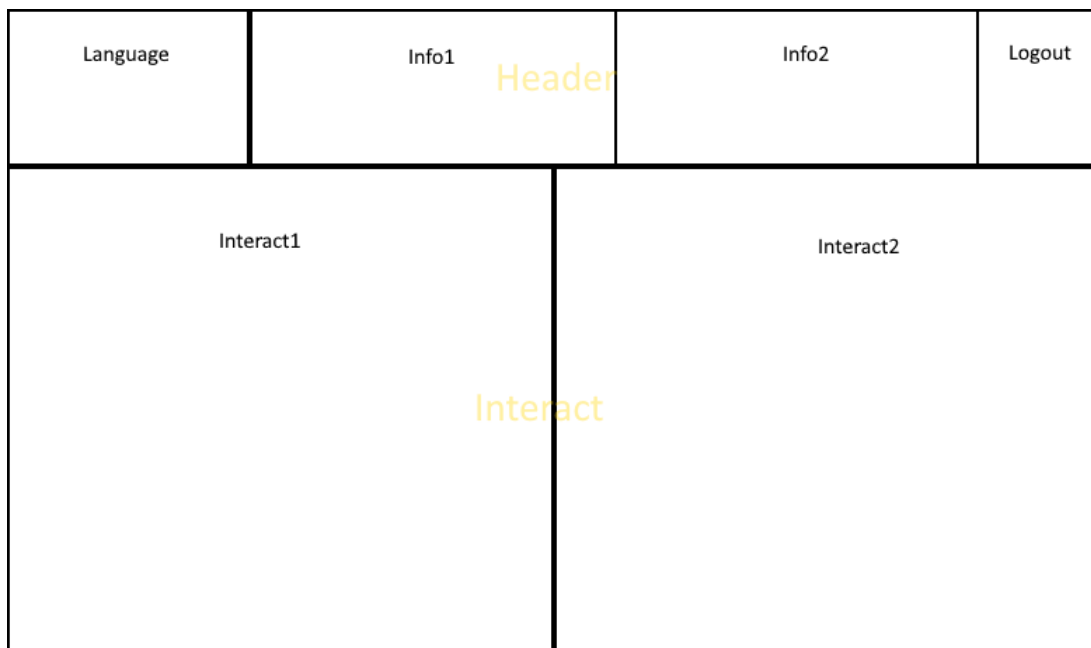 Language
Info1
Info2
Logout
Header
Interact1
Interact2
Interact